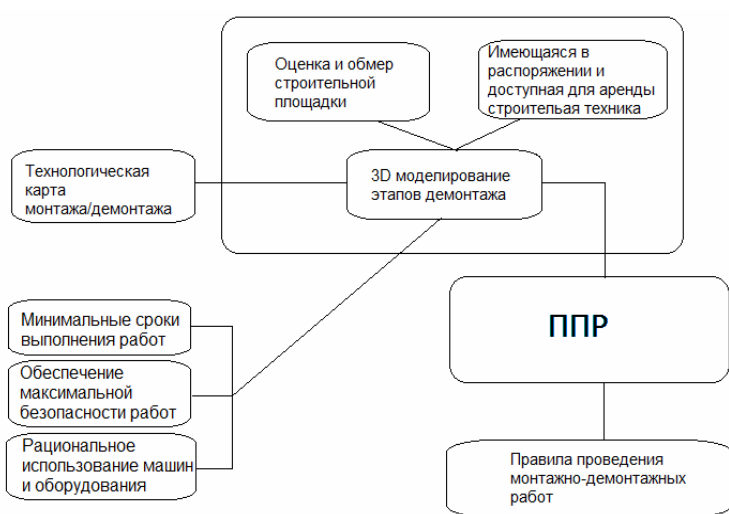 Оценка и обмер
строительной
площадки
Имеющаяся в
распоряжении и
доступная для аренды
строительая техника
Технологическая
карта
монтажа/демонтажа
3D моделирование
этапов демонтажа
Минимальные сроки
выполнения работ
Обеспечение
максимальной
безопасности работ
Рациональное
использование машин
и оборудования
ППР
Правила проведения
монтажно-демонтажных
работ